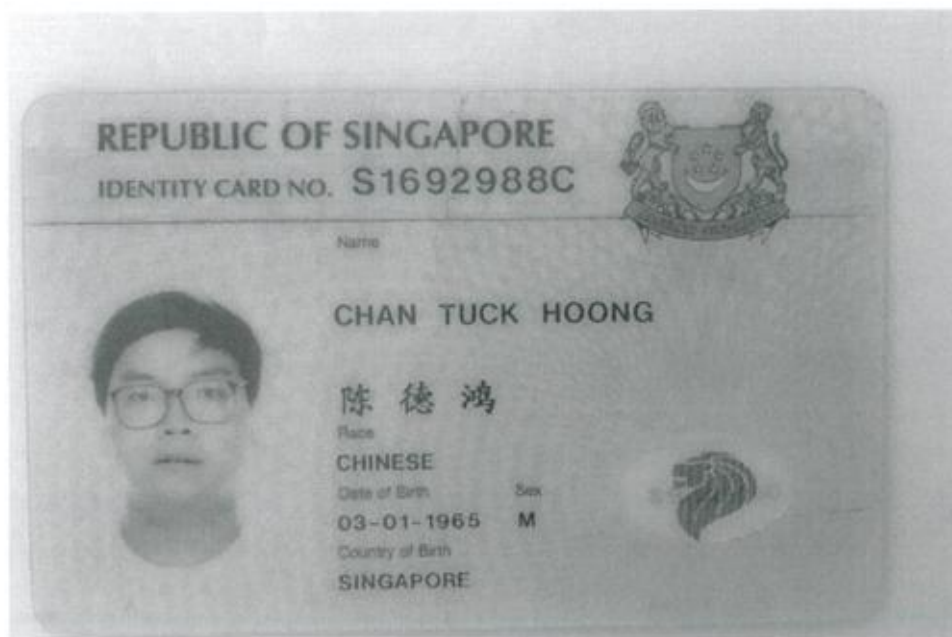 REPUBLIC OF SINGAPORE
IDENTITY CARD NO. S1692988C
Name
CHAN TUCK HOONG
陈德鸿
Race
CHINESE
Date of Birth Sex
03-01-1965 M
Country of Birth
SINGAPORE